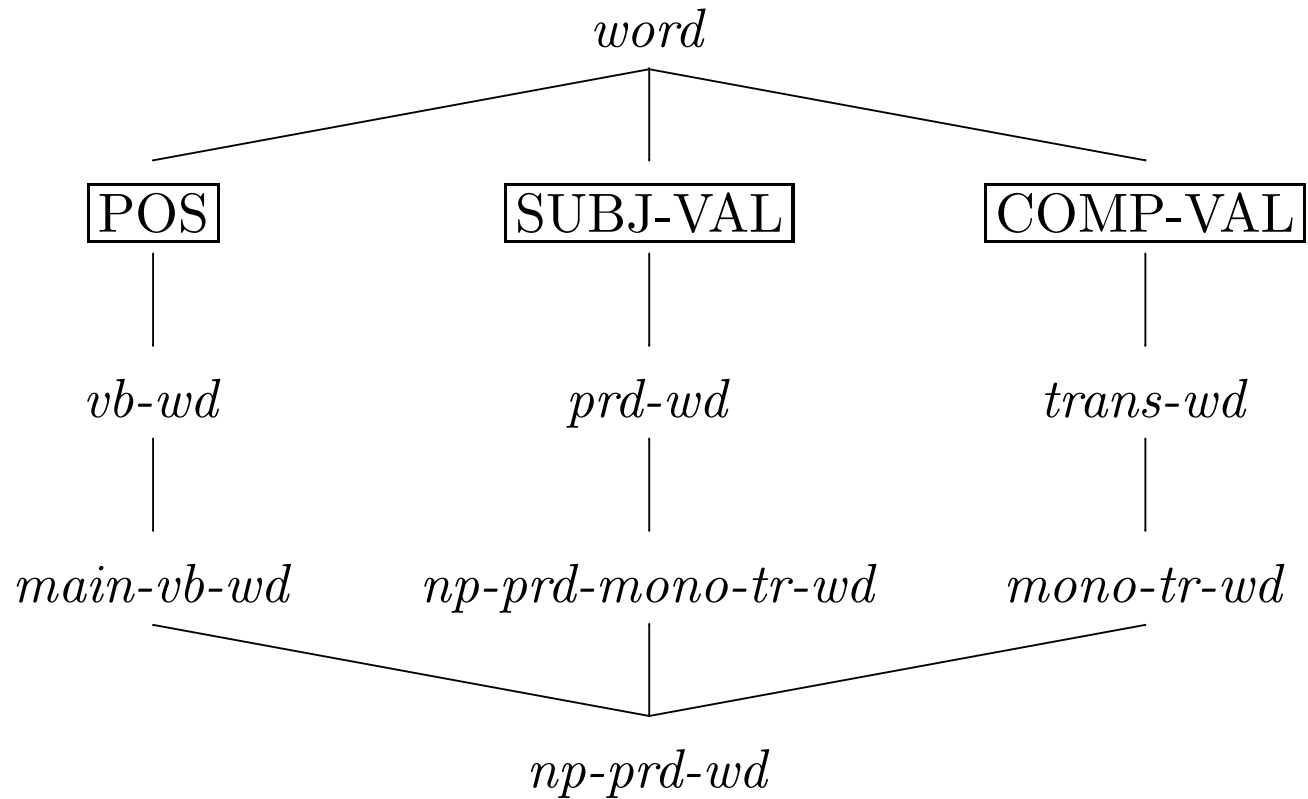 word
POS SUBJ-VAL COMP-VAL
vb-wd prd-wd trans-wd
main-vb-wd np-prd-mono-tr-wd mono-tr-wd
np-prd-wd